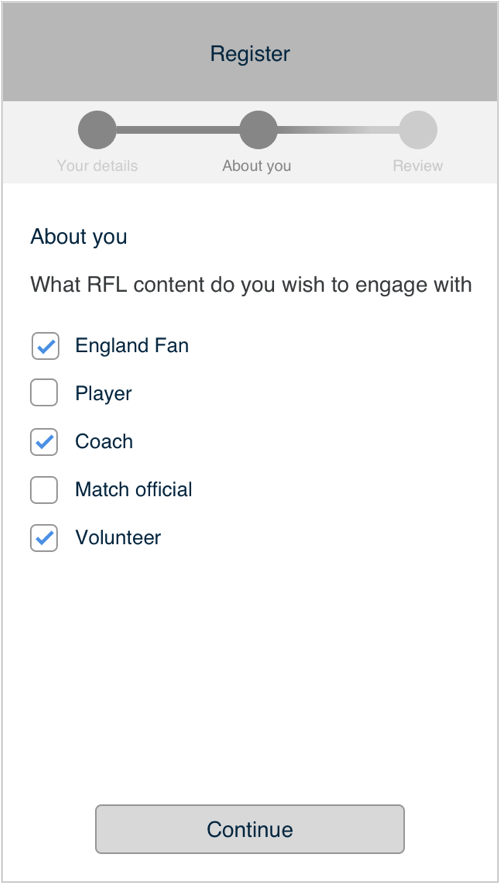 Register
Your details About you Review
About you
What RFL content do you wish to engage with
England Fan
Player
Coach
Match official
Volunteer
Continue